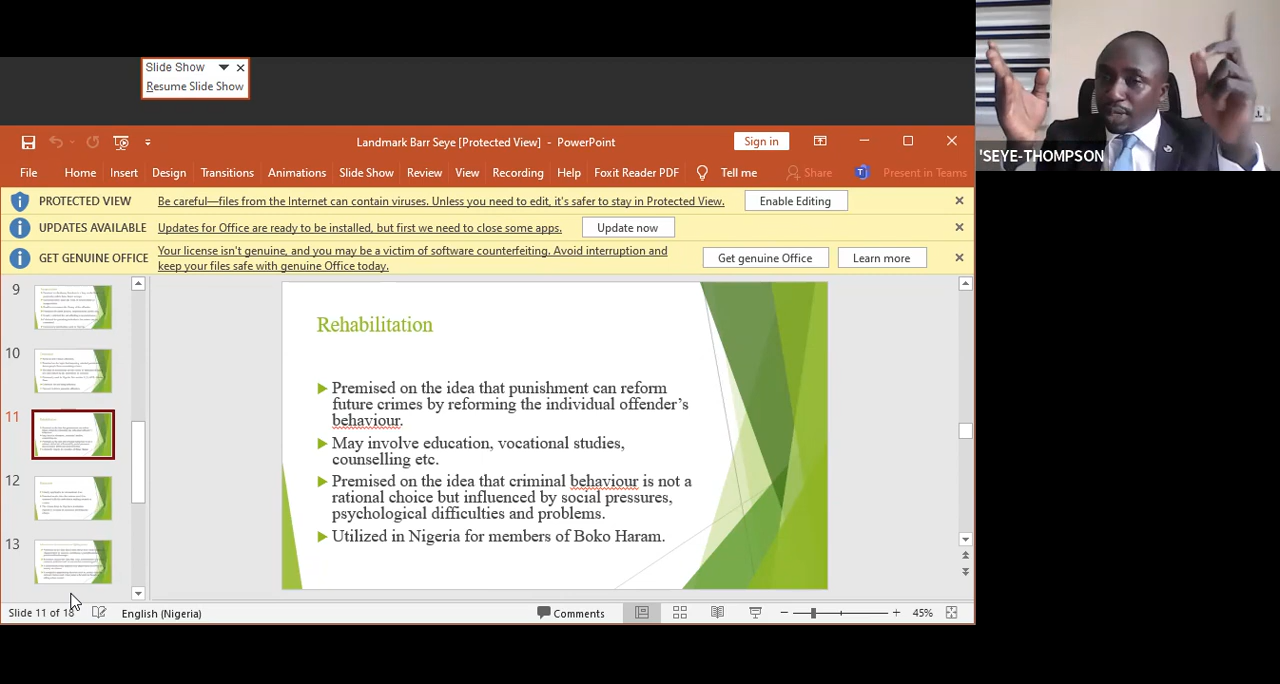 Slide Show
Resume Slide Show
'SEYE-THOMPSON
Landmark Barr Seye [Protected View] - PowerPoint
Sign in
File Home Insert Design Transitions Animations Slide Show Review View Recording Help Foxit Reader PDF Tell me Share Present in Teams
PROTECTED VIEW Be careful—files from the Internet can contain viruses. Unless you need to edit, it's safer to stay in Protected View. Enable Editing
UPDATES AVAILABLE Updates for Office are ready to be installed, but first we need to close some apps. Update now
GET GENUINE OFFICE Your license isn't genuine, and you may be a victim of software counterfeiting. Avoid interruption and
keep your files safe with genuine Office today.
Get genuine Office Learn more
9
10
11
12
13
Rehabilitation
Premised on the idea that punishment can reform
future crimes by reforming the individual offender's
behaviour.
May involve education, vocational studies,
counselling etc.
Premised on the idea that criminal behaviour is not a
rational choice but influenced by social pressures,
psychological difficulties and problems.
Utilized in Nigeria for members of Boko Haram.
Slide 11 of 18 English (Nigeria) Comments 45%